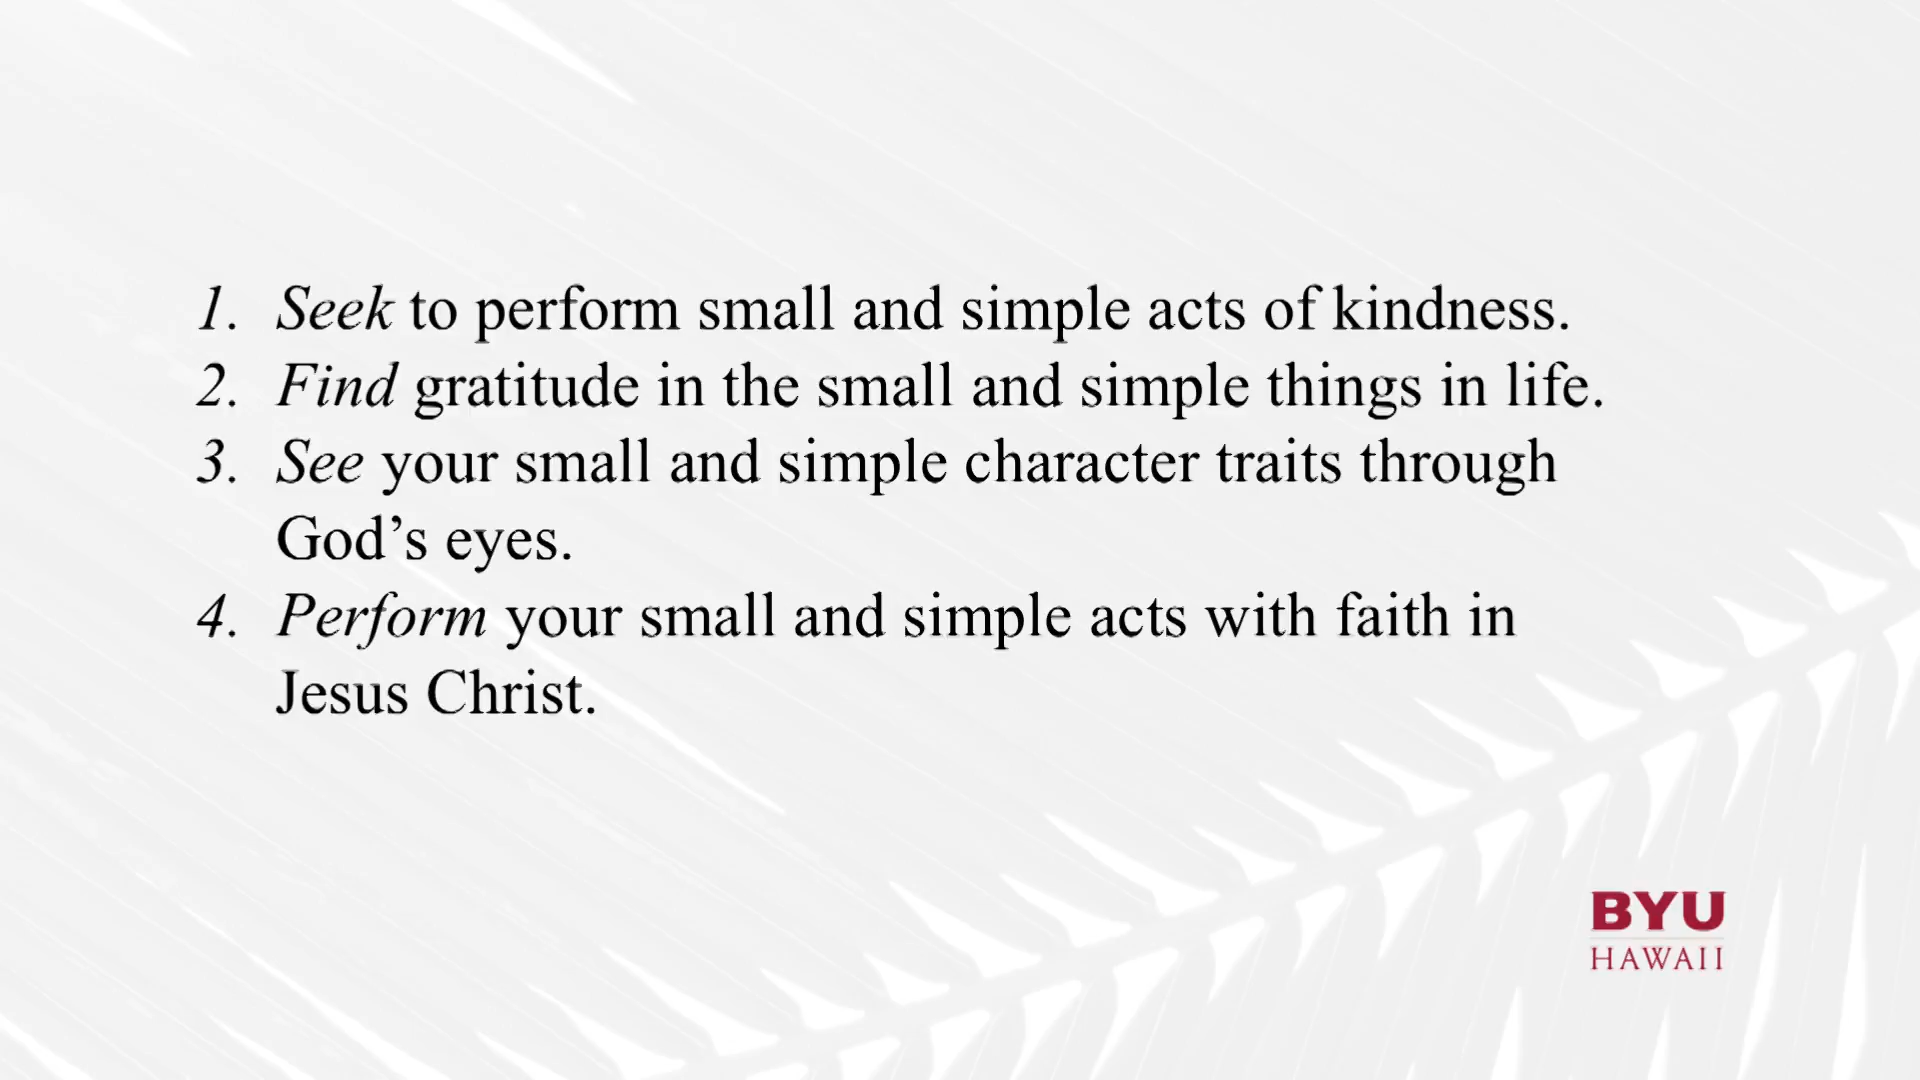 1. Seek to perform small and simple acts of kindness.
2. Find gratitude in the small and simple things in life.
3. See your small and simple character traits through
God’s eyes.
4. Perform your small and simple acts with faith in
Jesus Christ.
BYU
HAWAII